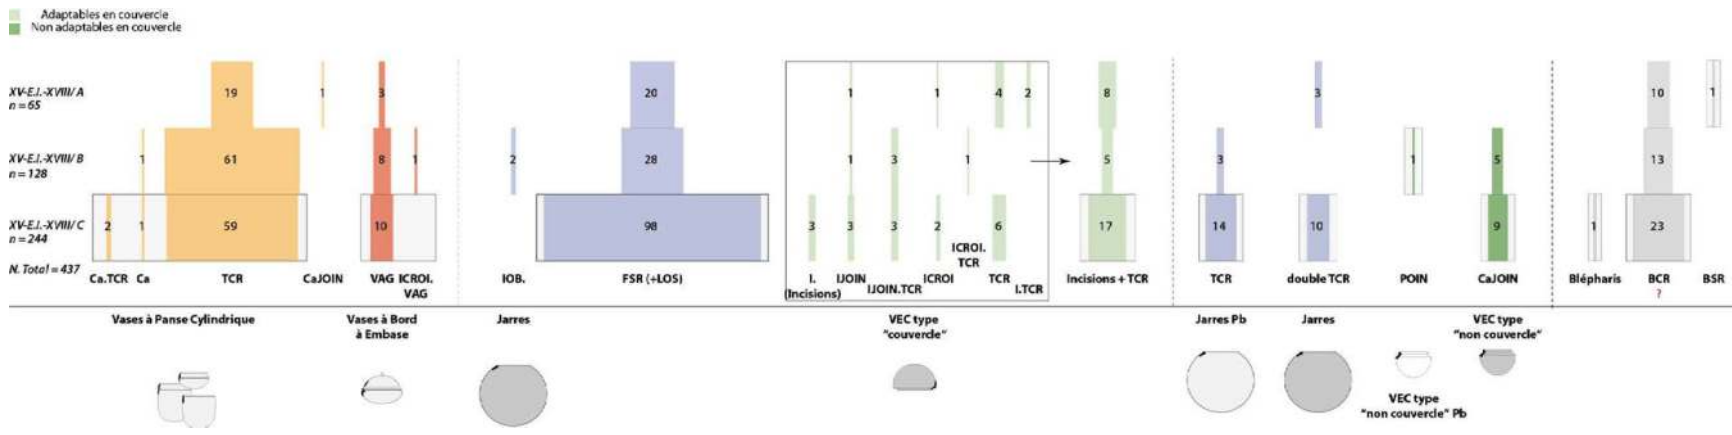 Adaptables en couvercle
Non adaptables en couvercle
XV-E.J.-XVIII/ A
n = 65
19 1 3 20 1 1 4 2 8 3 10 1
XV-E.J.-XVIII/ B
n = 128
1 61 8 1 2 28 1 3 1 5 3 1 5 13
XV-E.J.-XVIII/ C
n = 244
2 1 59 10 98 3 3 3 2 6 17 14 10 9 1 23
N. Total = 437
Ca.TCR Ca TCR CaJOIN VAG ICROI. VAG IOB. FSR (+LOS) I. (Incisions) IJOIN IJOIN.TCR ICROI ICROI. TCR TCR I.TCR Incisions + TCR TCR double TCR POIN CaJOIN Blépharis BCR ? BSR
Vases à Panse Cylindrique
Vases à Bord
à Embase
Jarres
VEC type
"couvercle"
Jarres Pb
Jarres
VEC type
"non couvercle"
VEC type
"non couvercle" Pb